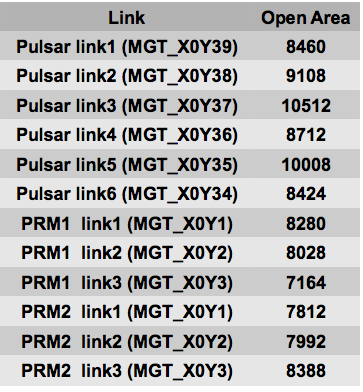 Link Open Area
Pulsar link1 (MGT_X0Y39) 8460
Pulsar link2 (MGT_X0Y38) 9108
Pulsar link3 (MGT_X0Y37) 10512
Pulsar link4 (MGT_X0Y36) 8712
Pulsar link5 (MGT_X0Y35) 10008
Pulsar link6 (MGT_X0Y34) 8424
PRM1 link1 (MGT_X0Y1) 8280
PRM1 link2 (MGT_X0Y2) 8028
PRM1 link3 (MGT_X0Y3) 7164
PRM2 link1 (MGT_X0Y1) 7812
PRM2 link2 (MGT_X0Y2) 7992
PRM2 link3 (MGT_X0Y3) 8388